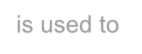 is used to